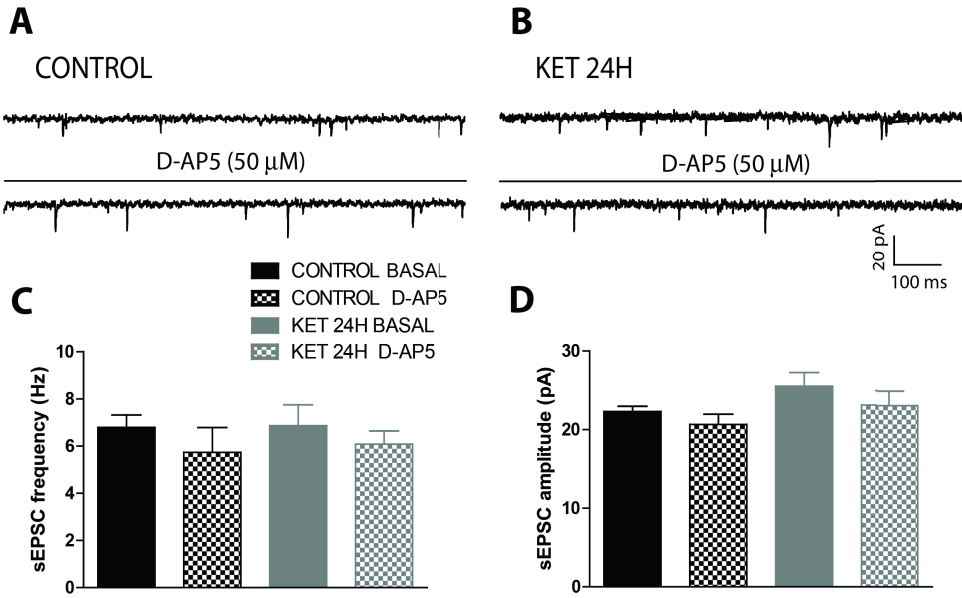 A
B
CONTROL
KET 24H
D-AP5 (50 μM)
D-AP5 (50 μM)
20 pA
100 ms
CONTROL BASAL
CONTROL D-AP5
KET 24H BASAL
KET 24H D-AP5
C
D
sEPSC frequency (Hz)
10
8
6
4
2
0
sEPSC amplitude (pA)
30
20
10
0